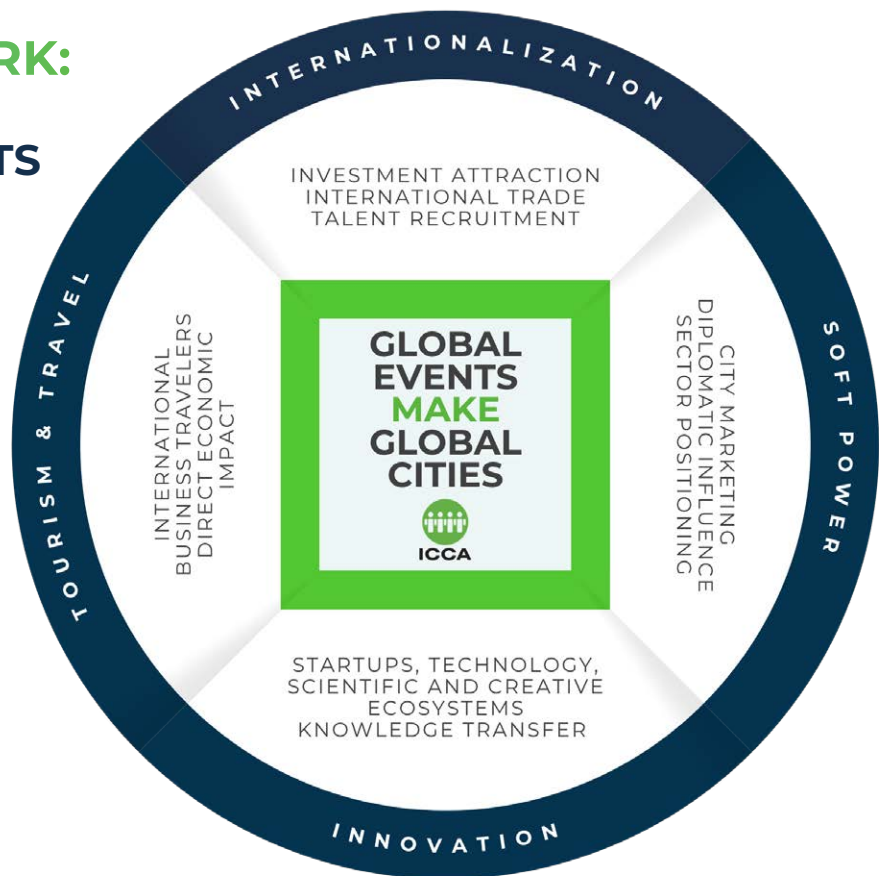 RK:
TS
INTERNATIONALIZATION
INVESTMENT ATTRACTION
INTERNATIONAL TRADE
TALENT RECRUITMENT
TOURISM & TRAVEL
INTERNATIONAL
BUSINESS TRAVELERS
DIRECT ECONOMIC
IMPACT
GLOBAL
EVENTS
MAKE
GLOBAL
CITIES
ICCA
CITY MARKETING
DIPLOMATIC INFLUENCE
SECTOR POSITIONING
SOFT POWER
STARTUPS, TECHNOLOGY,
SCIENTIFIC AND CREATIVE
ECOSYSTEMS
KNOWLEDGE TRANSFER
INNOVATION